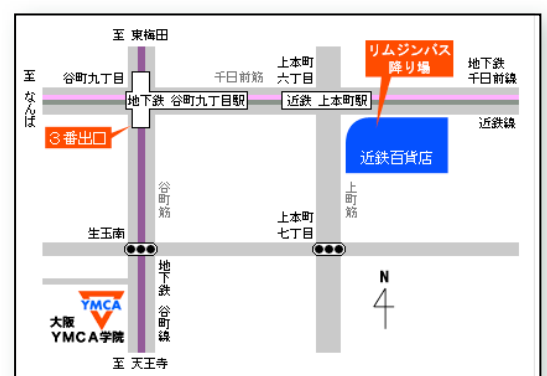 至 東梅田
リムジンバス
降り場
上本町
六丁目
地下鉄
千日前線
至
なんば
谷町九丁目
千日前筋
地下鉄 谷町九丁目駅
近鉄 上本町駅
近鉄線
3番出口
近鉄百貨店
谷町筋
上町筋
生玉南
上本町
七丁目
地下鉄 谷町線
N
YMCA
大阪
YMCA学院
至 天王寺